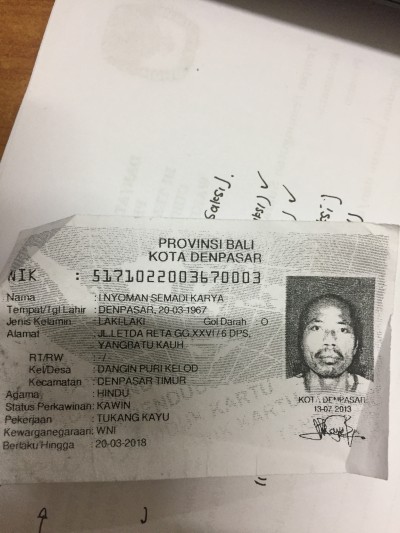 saksi².
PROVINSI BALI
KOTA DENPASAR
NIK : 5171022003670003
Nama : I NYOMAN SEMADI KARYA
Tempat/Tgl Lahir : DENPASAR, 20-03-1967
Jenis Kelamin : LAKI-LAKI Gol Darah : O
Alamat : JL.LETDA RETA GG.XXVI / 6 DPS,
YANGBATU KAUH
RT/RW : -/
Kel/Desa : DANGIN PURI KELOD
Kecamatan : DENPASAR TIMUR
Agama : HINDU
Status Perkawinan: KAWIN
Pekerjaan : TUKANG KAYU
Kewarganegaraan: WNI
Berlaku Hingga : 20-03-2018
KOTA DENPASAR
13-07-2013